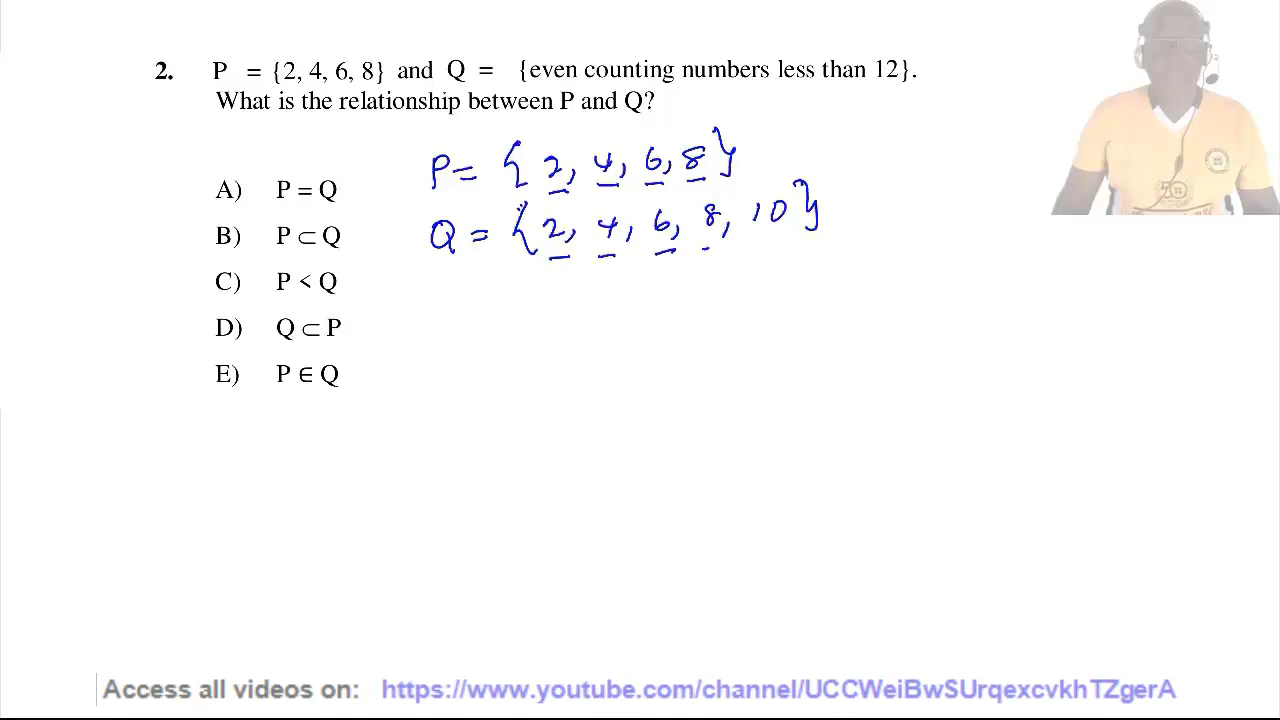 2. P = {2, 4, 6, 8} and Q = {even counting numbers less than 12}.
What is the relationship between P and Q?
P = { 2, 4, 6, 8 }
A) P = Q
Q = { 2, 4, 6, 8, 10 }
B) P ⊂ Q
C) P < Q
D) Q ⊂ P
E) P ∈ Q
50
Access all videos on: https://www.youtube.com/channel/UCCWeiBwSUrqexcvkhTZgerA